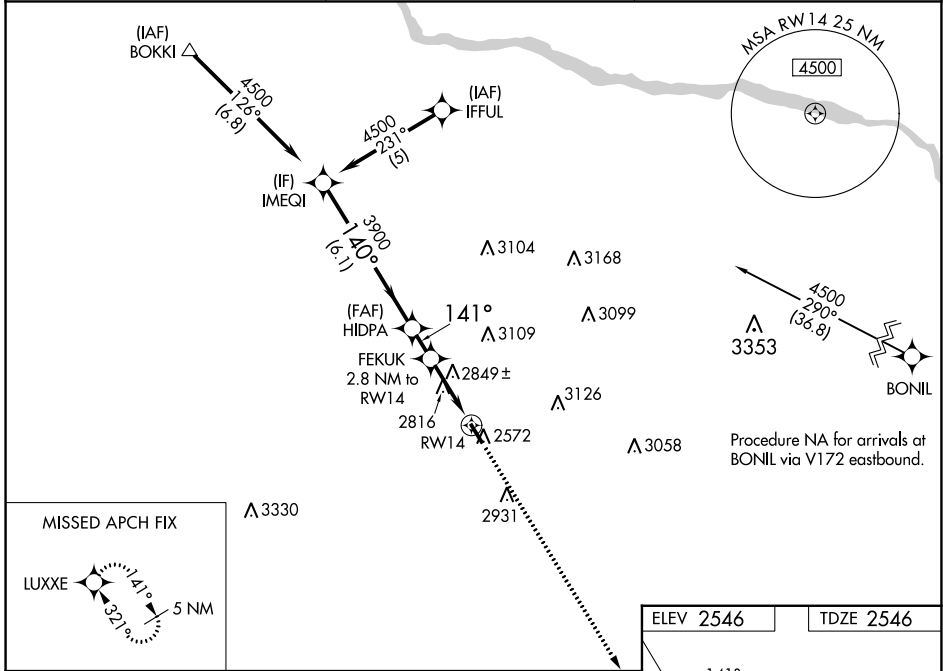 (IAF)
BOKKI
4500
126°
(6.8)
(IAF)
IFFUL
4500
231°
(5)
MSA RW14 25 NM
4500
(IF)
IMEQI
3900
140°
(6.1)
3104
3168
(FAF)
HIDPA
141°
3109
3099
4500
290°
(36.8)
3353
BONIL
FEKUK
2.8 NM to
RW14
2849±
2816
3126
RW14
2572
3058
Procedure NA for arrivals at
BONIL via V172 eastbound.
2931
3330
MISSED APCH FIX
LUXXE
141°
321°
5 NM
ELEV 2546
TDZE 2546